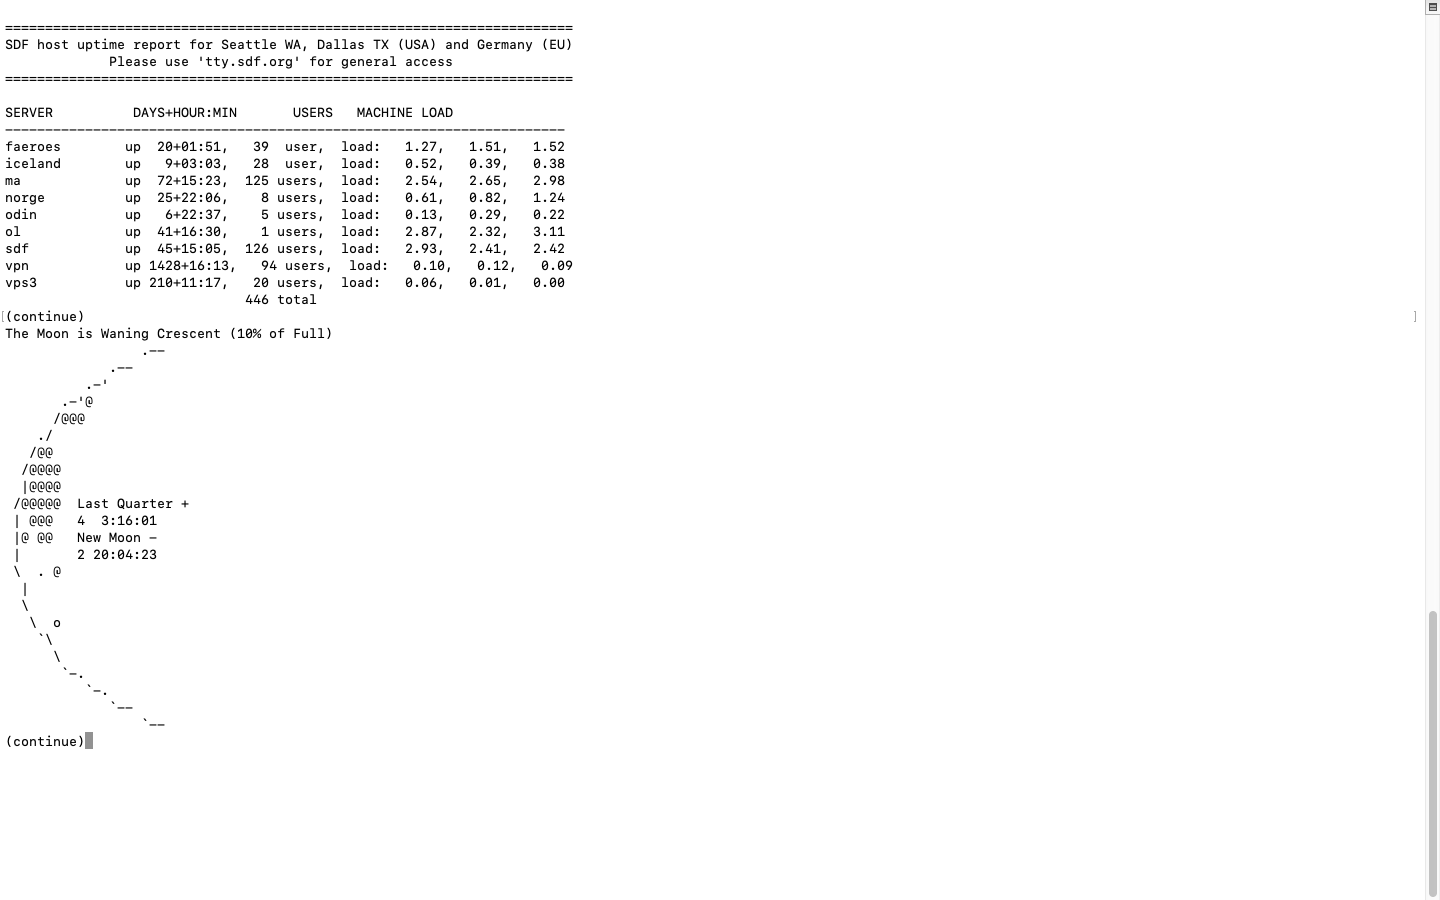 =======================================================================
SDF host uptime report for Seattle WA, Dallas TX (USA) and Germany (EU)
             Please use 'tty.sdf.org' for general access
=======================================================================

SERVER          DAYS+HOUR:MIN       USERS   MACHINE LOAD
----------------------------------------------------------------------
faeroes        up  20+01:51,   39  user,  load:   1.27,   1.51,   1.52
iceland        up   9+03:03,   28  user,  load:   0.52,   0.39,   0.38
ma             up  72+15:23,  125 users,  load:   2.54,   2.65,   2.98
norge          up  25+22:06,    8 users,  load:   0.61,   0.82,   1.24
odin           up   6+22:37,    5 users,  load:   0.13,   0.29,   0.22
ol             up  41+16:30,    1 users,  load:   2.87,   2.32,   3.11
sdf            up  45+15:05,  126 users,  load:   2.93,   2.41,   2.42
vpn            up 1428+16:13,   94 users,  load:   0.10,   0.12,   0.09
vps3           up 210+11:17,   20 users,  load:   0.06,   0.01,   0.00
                              446 total
(continue)
The Moon is Waning Crescent (10% of Full)
                 .--
             .--
          .-'
       .-'@
      /@@@
    ./
   /@@
  /@@@@
  |@@@@
 /@@@@@  Last Quarter +
 | @@@   4  3:16:01
 |@ @@   New Moon -
 |       2 20:04:23
 \  . @
  |
  \
   \  o
    `\
      \
       `-.
          `-.
             `--
                 `--
(continue)